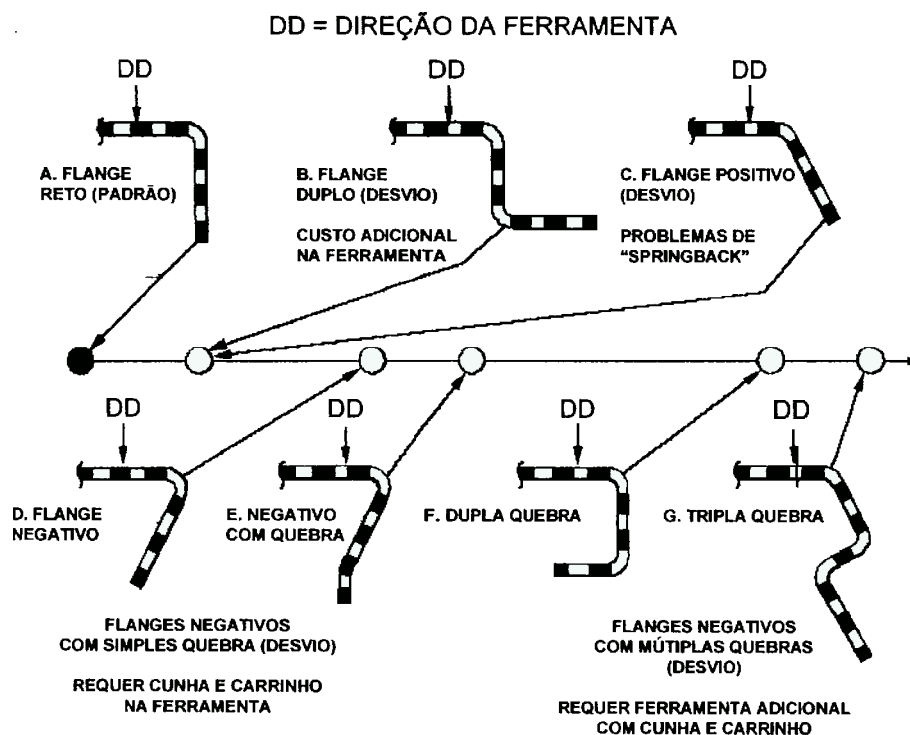 DD = DIREÇÃO DA FERRAMENTA
DD
DD
DD
A. FLANGE
RETO (PADRÃO)
B. FLANGE
DUPLO (DESVIO)
CUSTO ADICIONAL
NA FERRAMENTA
C. FLANGE POSITIVO
(DESVIO)
PROBLEMAS DE
“SPRINGBACK”
DD
DD
DD
DD
D. FLANGE
NEGATIVO
E. NEGATIVO
COM QUEBRA
F. DUPLA QUEBRA
G. TRIPLA QUEBRA
FLANGES NEGATIVOS
COM SIMPLES QUEBRA (DESVIO)
REQUER CUNHA E CARRINHO
NA FERRAMENTA
FLANGES NEGATIVOS
COM MÚTIPLAS QUEBRAS
(DESVIO)
REQUER FERRAMENTA ADICIONAL
COM CUNHA E CARRINHO